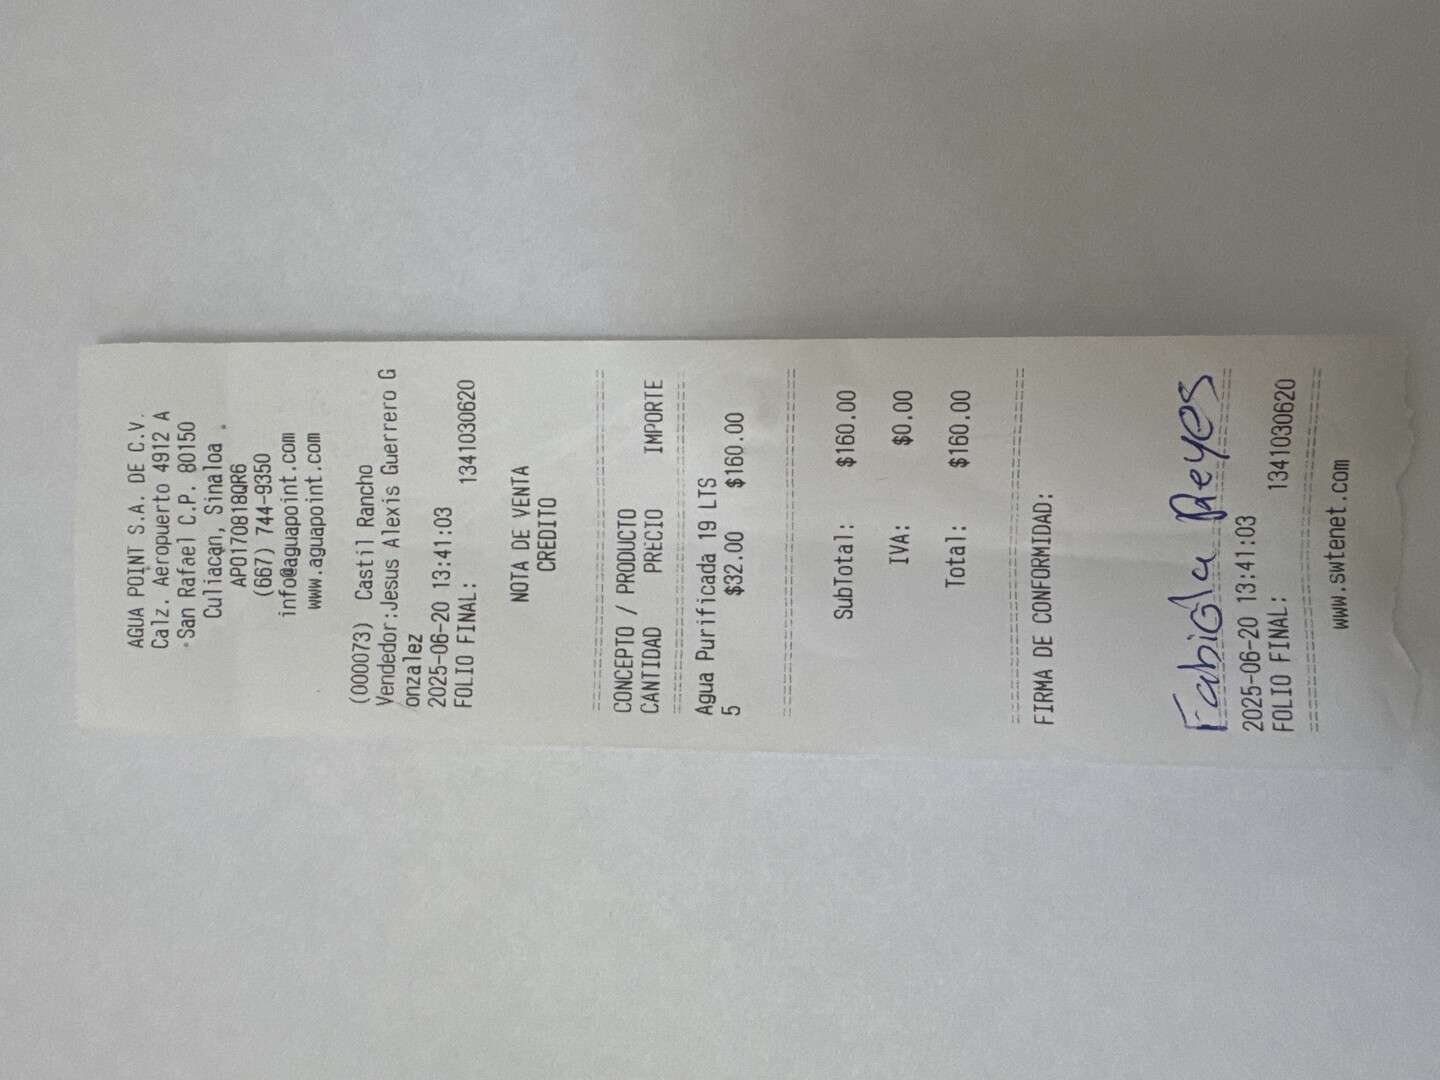 AGUA POINT S.A. DE C.V.
Calz. Aeropuerto 4912 A
San Rafael C.P. 80150
Culiacan, Sinaloa
APO170818QR6
(667) 744-9350
info@aguapoint.com
www.aguapoint.com
(000073) Castil Rancho
Vendedor:Jesus Alexis Guerrero G
onzalez
2025-06-20 13:41:03
FOLIO FINAL: 1341030620
NOTA DE VENTA
CREDITO
CONCEPTO / PRODUCTO
CANTIDAD PRECIO IMPORTE
Agua Purificada 19 LTS
5 $32.00 $160.00
SubTotal: $160.00
IVA: $0.00
Total: $160.00
FIRMA DE CONFORMIDAD:
Fabiola Reyes
2025-06-20 13:41:03
FOLIO FINAL: 1341030620
www.swtenet.com